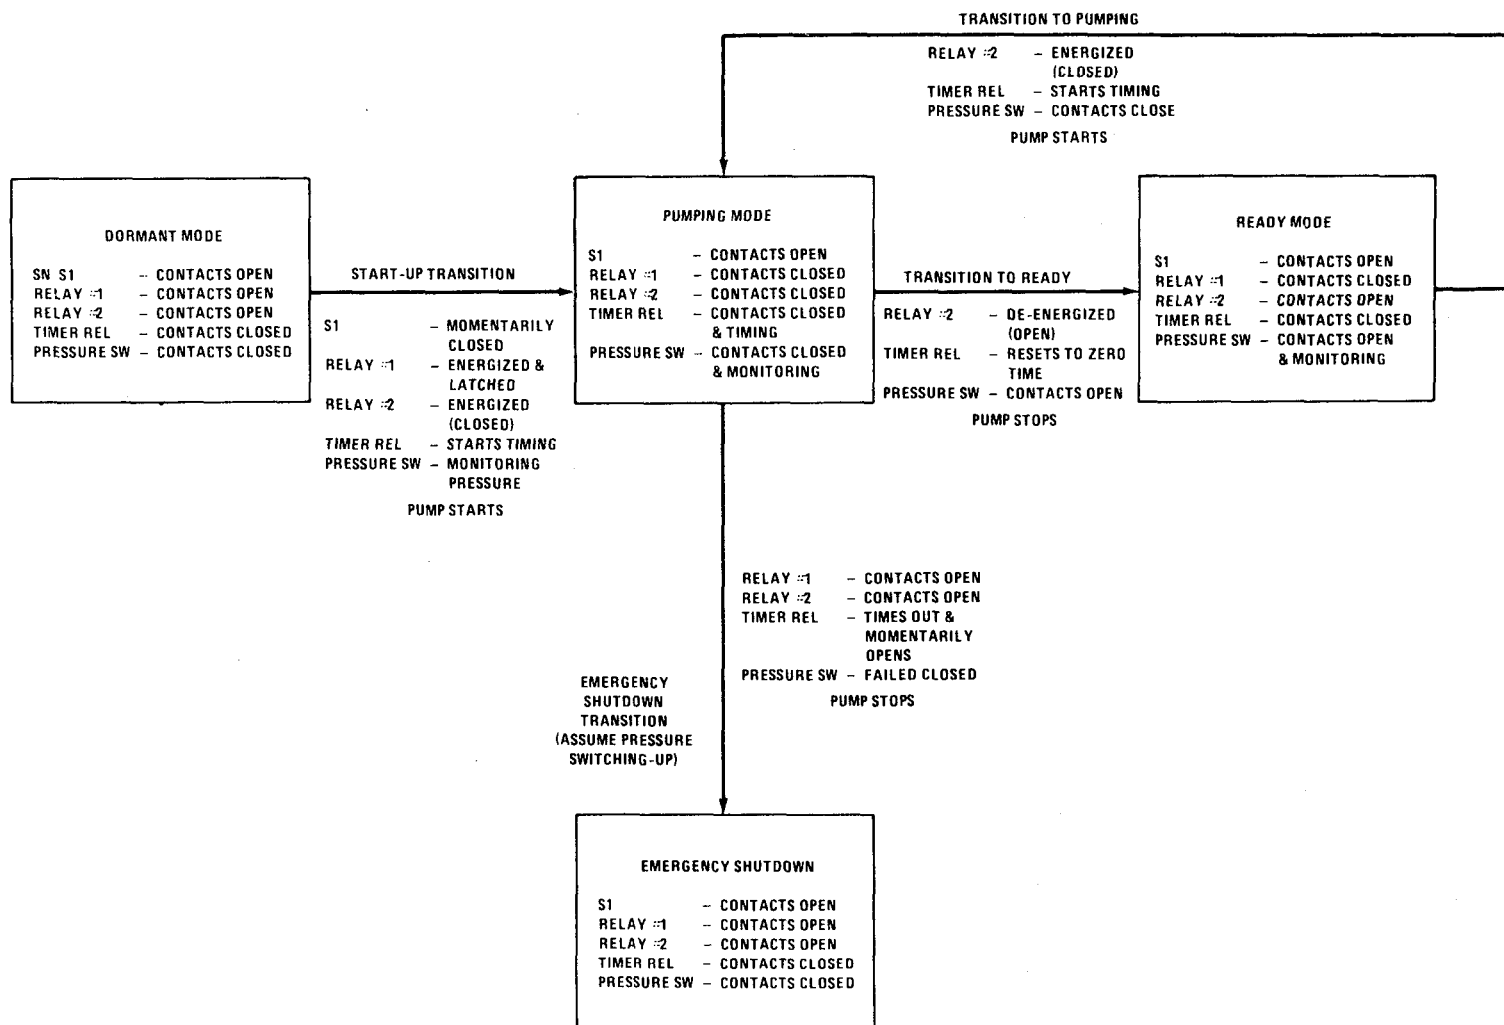 TRANSITION TO PUMPING
RELAY #2 – ENERGIZED
(CLOSED)
TIMER REL – STARTS TIMING
PRESSURE SW – CONTACTS CLOSE
PUMP STARTS
DORMANT MODE
SN S1 – CONTACTS OPEN
RELAY #1 – CONTACTS OPEN
RELAY #2 – CONTACTS OPEN
TIMER REL – CONTACTS CLOSED
PRESSURE SW – CONTACTS CLOSED
START-UP TRANSITION
S1 – MOMENTARILY
CLOSED
RELAY #1 – ENERGIZED &
LATCHED
RELAY #2 – ENERGIZED
(CLOSED)
TIMER REL – STARTS TIMING
PRESSURE SW – MONITORING
PRESSURE
PUMP STARTS
PUMPING MODE
S1 – CONTACTS OPEN
RELAY #1 – CONTACTS CLOSED
RELAY #2 – CONTACTS CLOSED
TIMER REL – CONTACTS CLOSED
& TIMING
PRESSURE SW – CONTACTS CLOSED
& MONITORING
TRANSITION TO READY
RELAY #2 – DE-ENERGIZED
(OPEN)
TIMER REL – RESETS TO ZERO
TIME
PRESSURE SW – CONTACTS OPEN
PUMP STOPS
READY MODE
S1 – CONTACTS OPEN
RELAY #1 – CONTACTS CLOSED
RELAY #2 – CONTACTS OPEN
TIMER REL – CONTACTS CLOSED
PRESSURE SW – CONTACTS OPEN
& MONITORING
RELAY #1 – CONTACTS OPEN
RELAY #2 – CONTACTS OPEN
TIMER REL – TIMES OUT &
MOMENTARILY
OPENS
PRESSURE SW – FAILED CLOSED
PUMP STOPS
EMERGENCY
SHUTDOWN
TRANSITION
(ASSUME PRESSURE
SWITCHING-UP)
EMERGENCY SHUTDOWN
S1 – CONTACTS OPEN
RELAY #1 – CONTACTS OPEN
RELAY #2 – CONTACTS OPEN
TIMER REL – CONTACTS CLOSED
PRESSURE SW – CONTACTS CLOSED